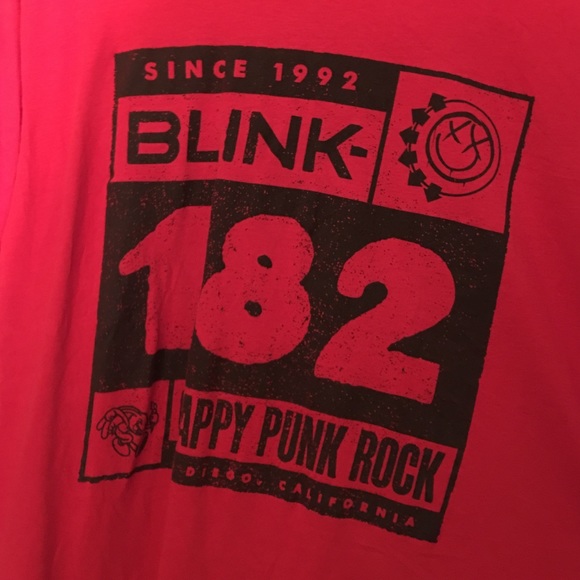 SINCE 1992
BLINK-
182
APPY PUNK ROCK
DIEGO, CALIFORNIA